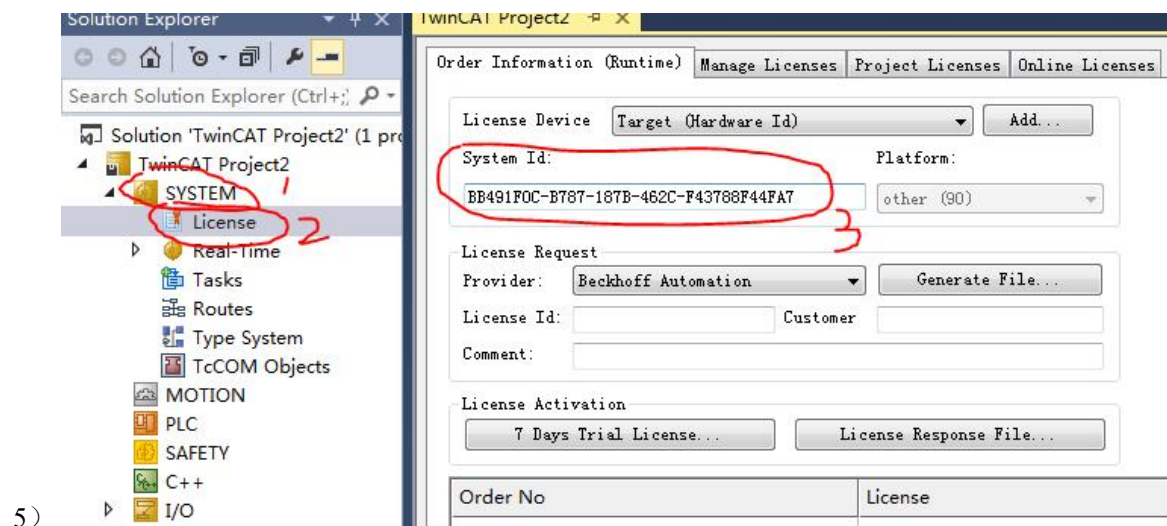 Solution Explorer
TwinCAT Project2
Order Information (Runtime) Manage Licenses Project Licenses Online Licenses
Search Solution Explorer (Ctrl+;)
License Device Target (Hardware Id) Add...
Solution 'TwinCAT Project2' (1 pro
TwinCAT Project2
System Id: Platform:
SYSTEM 1
BB491F0C-B787-187B-462C-F43788F44FA7 other (90)
License 2
3
Real-Time
License Request
Tasks
Provider: Beckhoff Automation Generate File...
Routes
License Id: Customer
Type System
Comment:
TcCOM Objects
MOTION
License Activation
PLC
7 Days Trial License... License Response File...
SAFETY
C++
Order No License
5） I/O